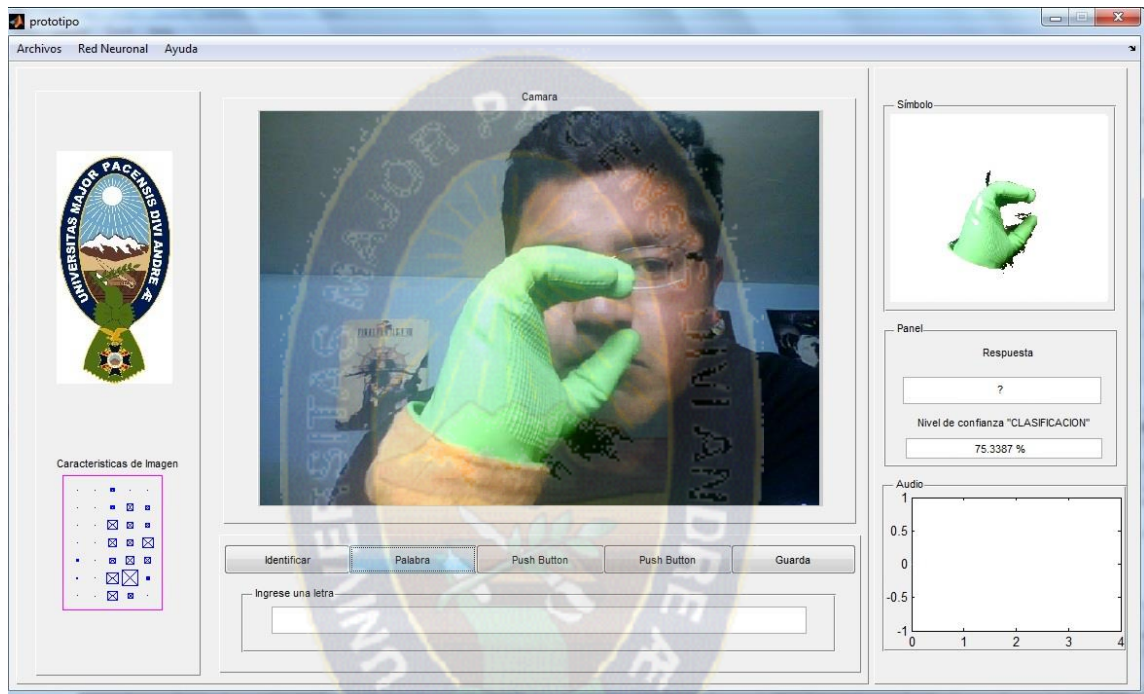 prototipo
Archivos Red Neuronal Ayuda
UNIVERSITAS MAJOR PACENSIS DIVI ANDRE Æ
Caracteristicas de Imagen
Camara
Identificar Palabra Push Button Push Button Guarda
Ingrese una letra
Símbolo
Panel
Respuesta
?
Nivel de confianza "CLASIFICACION"
75.3387 %
Audio
1
0.5
0
-0.5
-1
0 1 2 3 4